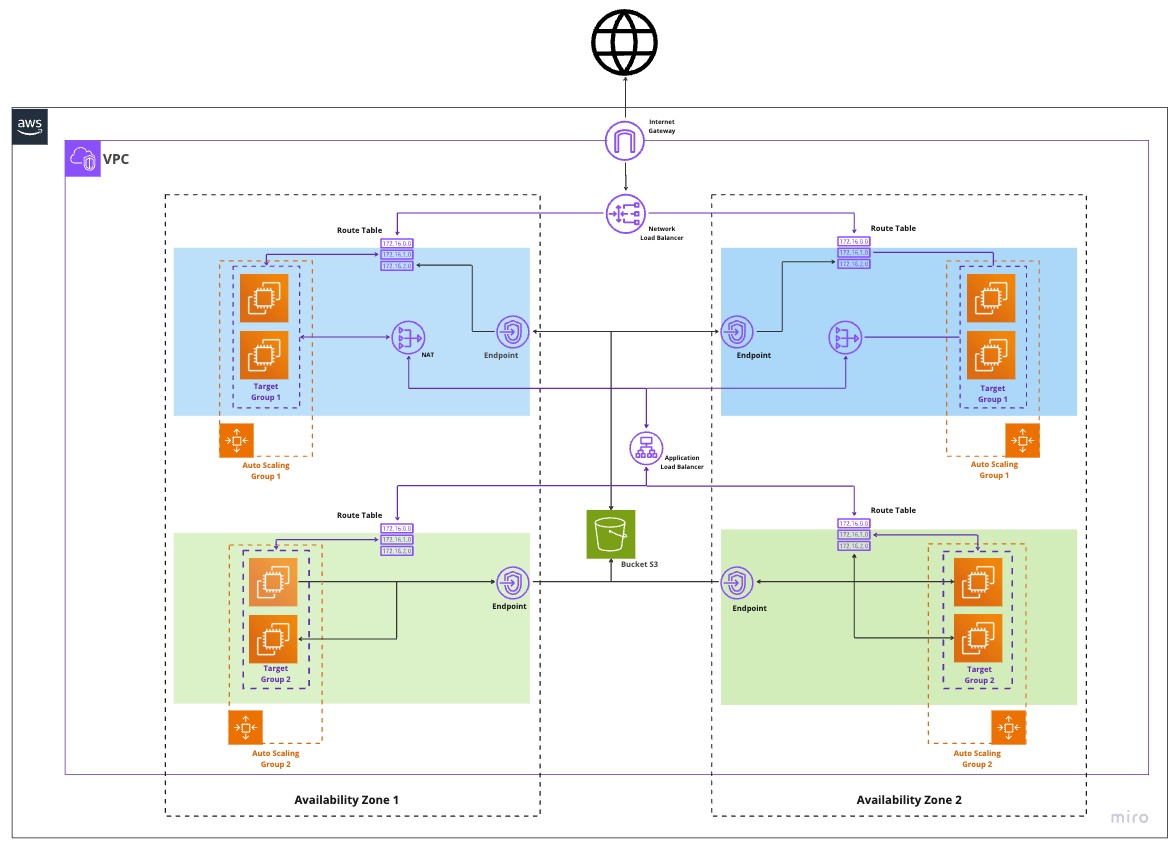 Internet
Gateway
aws
VPC
Network
Load Balancer
Route Table
172.16.0.0
172.16.1.0
172.16.2.0
Route Table
172.16.0.0
172.16.1.0
172.16.2.0
NAT
Endpoint
Endpoint
Target
Group 1
Target
Group 1
Auto Scaling
Group 1
Application
Load Balancer
Auto Scaling
Group 1
Route Table
172.16.0.0
172.16.1.0
172.16.2.0
Route Table
172.16.0.0
172.16.1.0
172.16.2.0
Bucket S3
Endpoint
Endpoint
Target
Group 2
Target
Group 2
Auto Scaling
Group 2
Auto Scaling
Group 2
Availability Zone 1
Availability Zone 2
miro